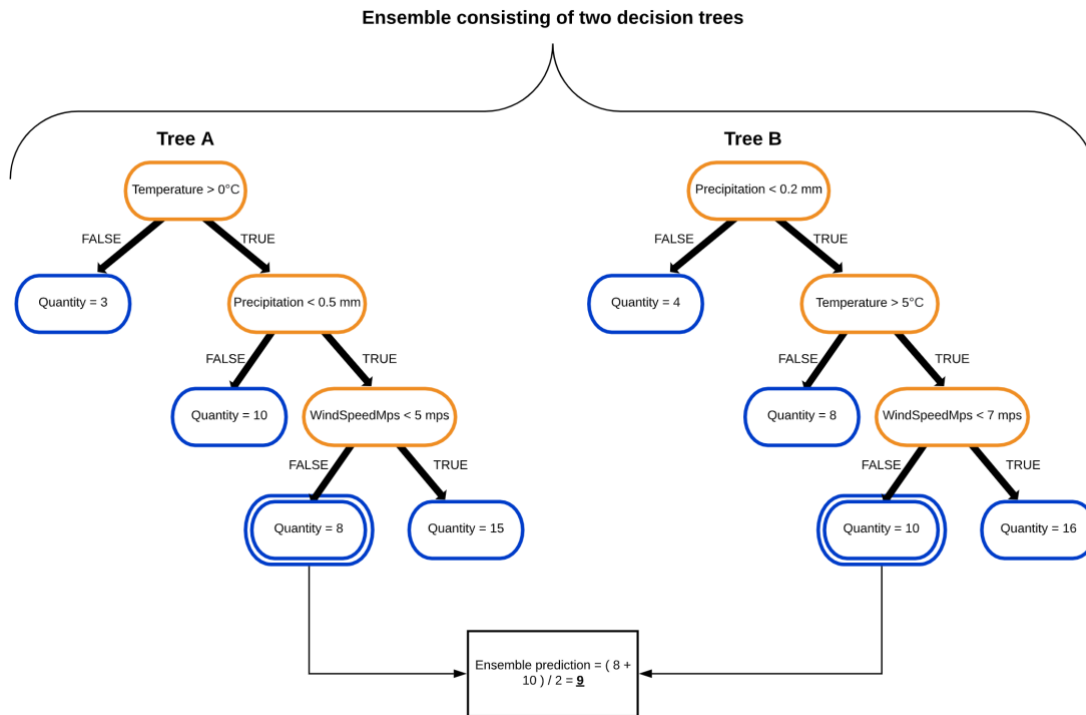 Ensemble consisting of two decision trees
Tree A
Temperature > 0°C
FALSE
TRUE
Quantity = 3
Precipitation < 0.5 mm
FALSE
TRUE
Quantity = 10
WindSpeedMps < 5 mps
FALSE
TRUE
Quantity = 8
Quantity = 15
Tree B
Precipitation < 0.2 mm
FALSE
TRUE
Quantity = 4
Temperature > 5°C
FALSE
TRUE
Quantity = 8
WindSpeedMps < 7 mps
FALSE
TRUE
Quantity = 10
Quantity = 16
Ensemble prediction = ( 8 +
10 ) / 2 = 9